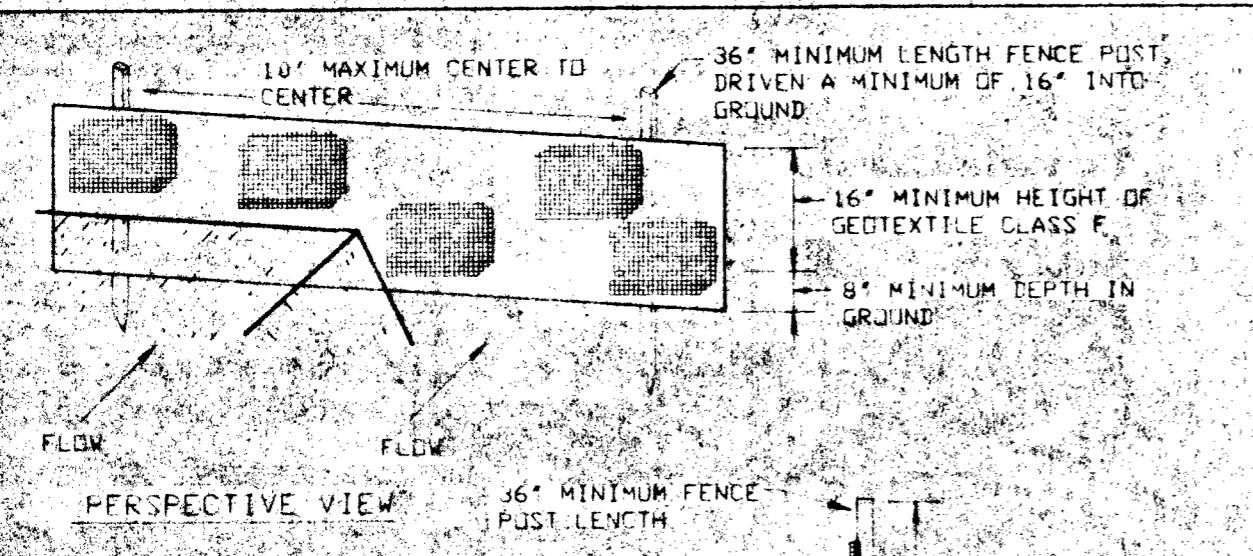 10' MAXIMUM CENTER TO
CENTER
36" MINIMUM LENGTH FENCE POST,
DRIVEN A MINIMUM OF 16" INTO
GROUND
16" MINIMUM HEIGHT OF
GEOTEXTILE CLASS F
8" MINIMUM DEPTH IN
GROUND
FLOW
FLOW
PERSPECTIVE VIEW
36" MINIMUM FENCE
POST LENGTH